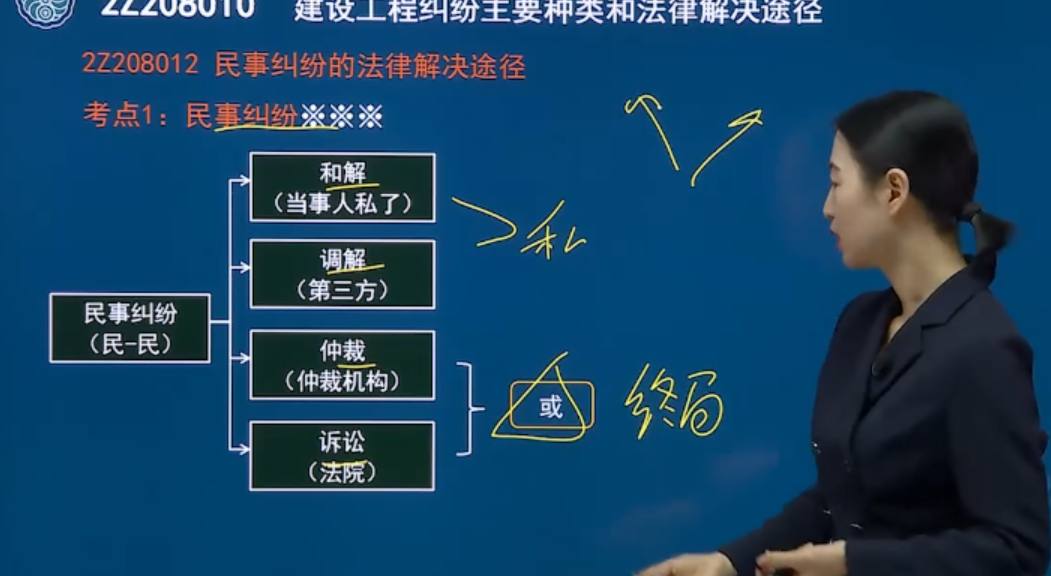 2Z208010 建设工程纠纷主要种类和法律解决途径
2Z208012 民事纠纷的法律解决途径
考点1：民事纠纷※※※
和解
（当事人私了）
私
调解
（第三方）
民事纠纷
（民-民）
仲裁
（仲裁机构）
或
终局
诉讼
（法院）